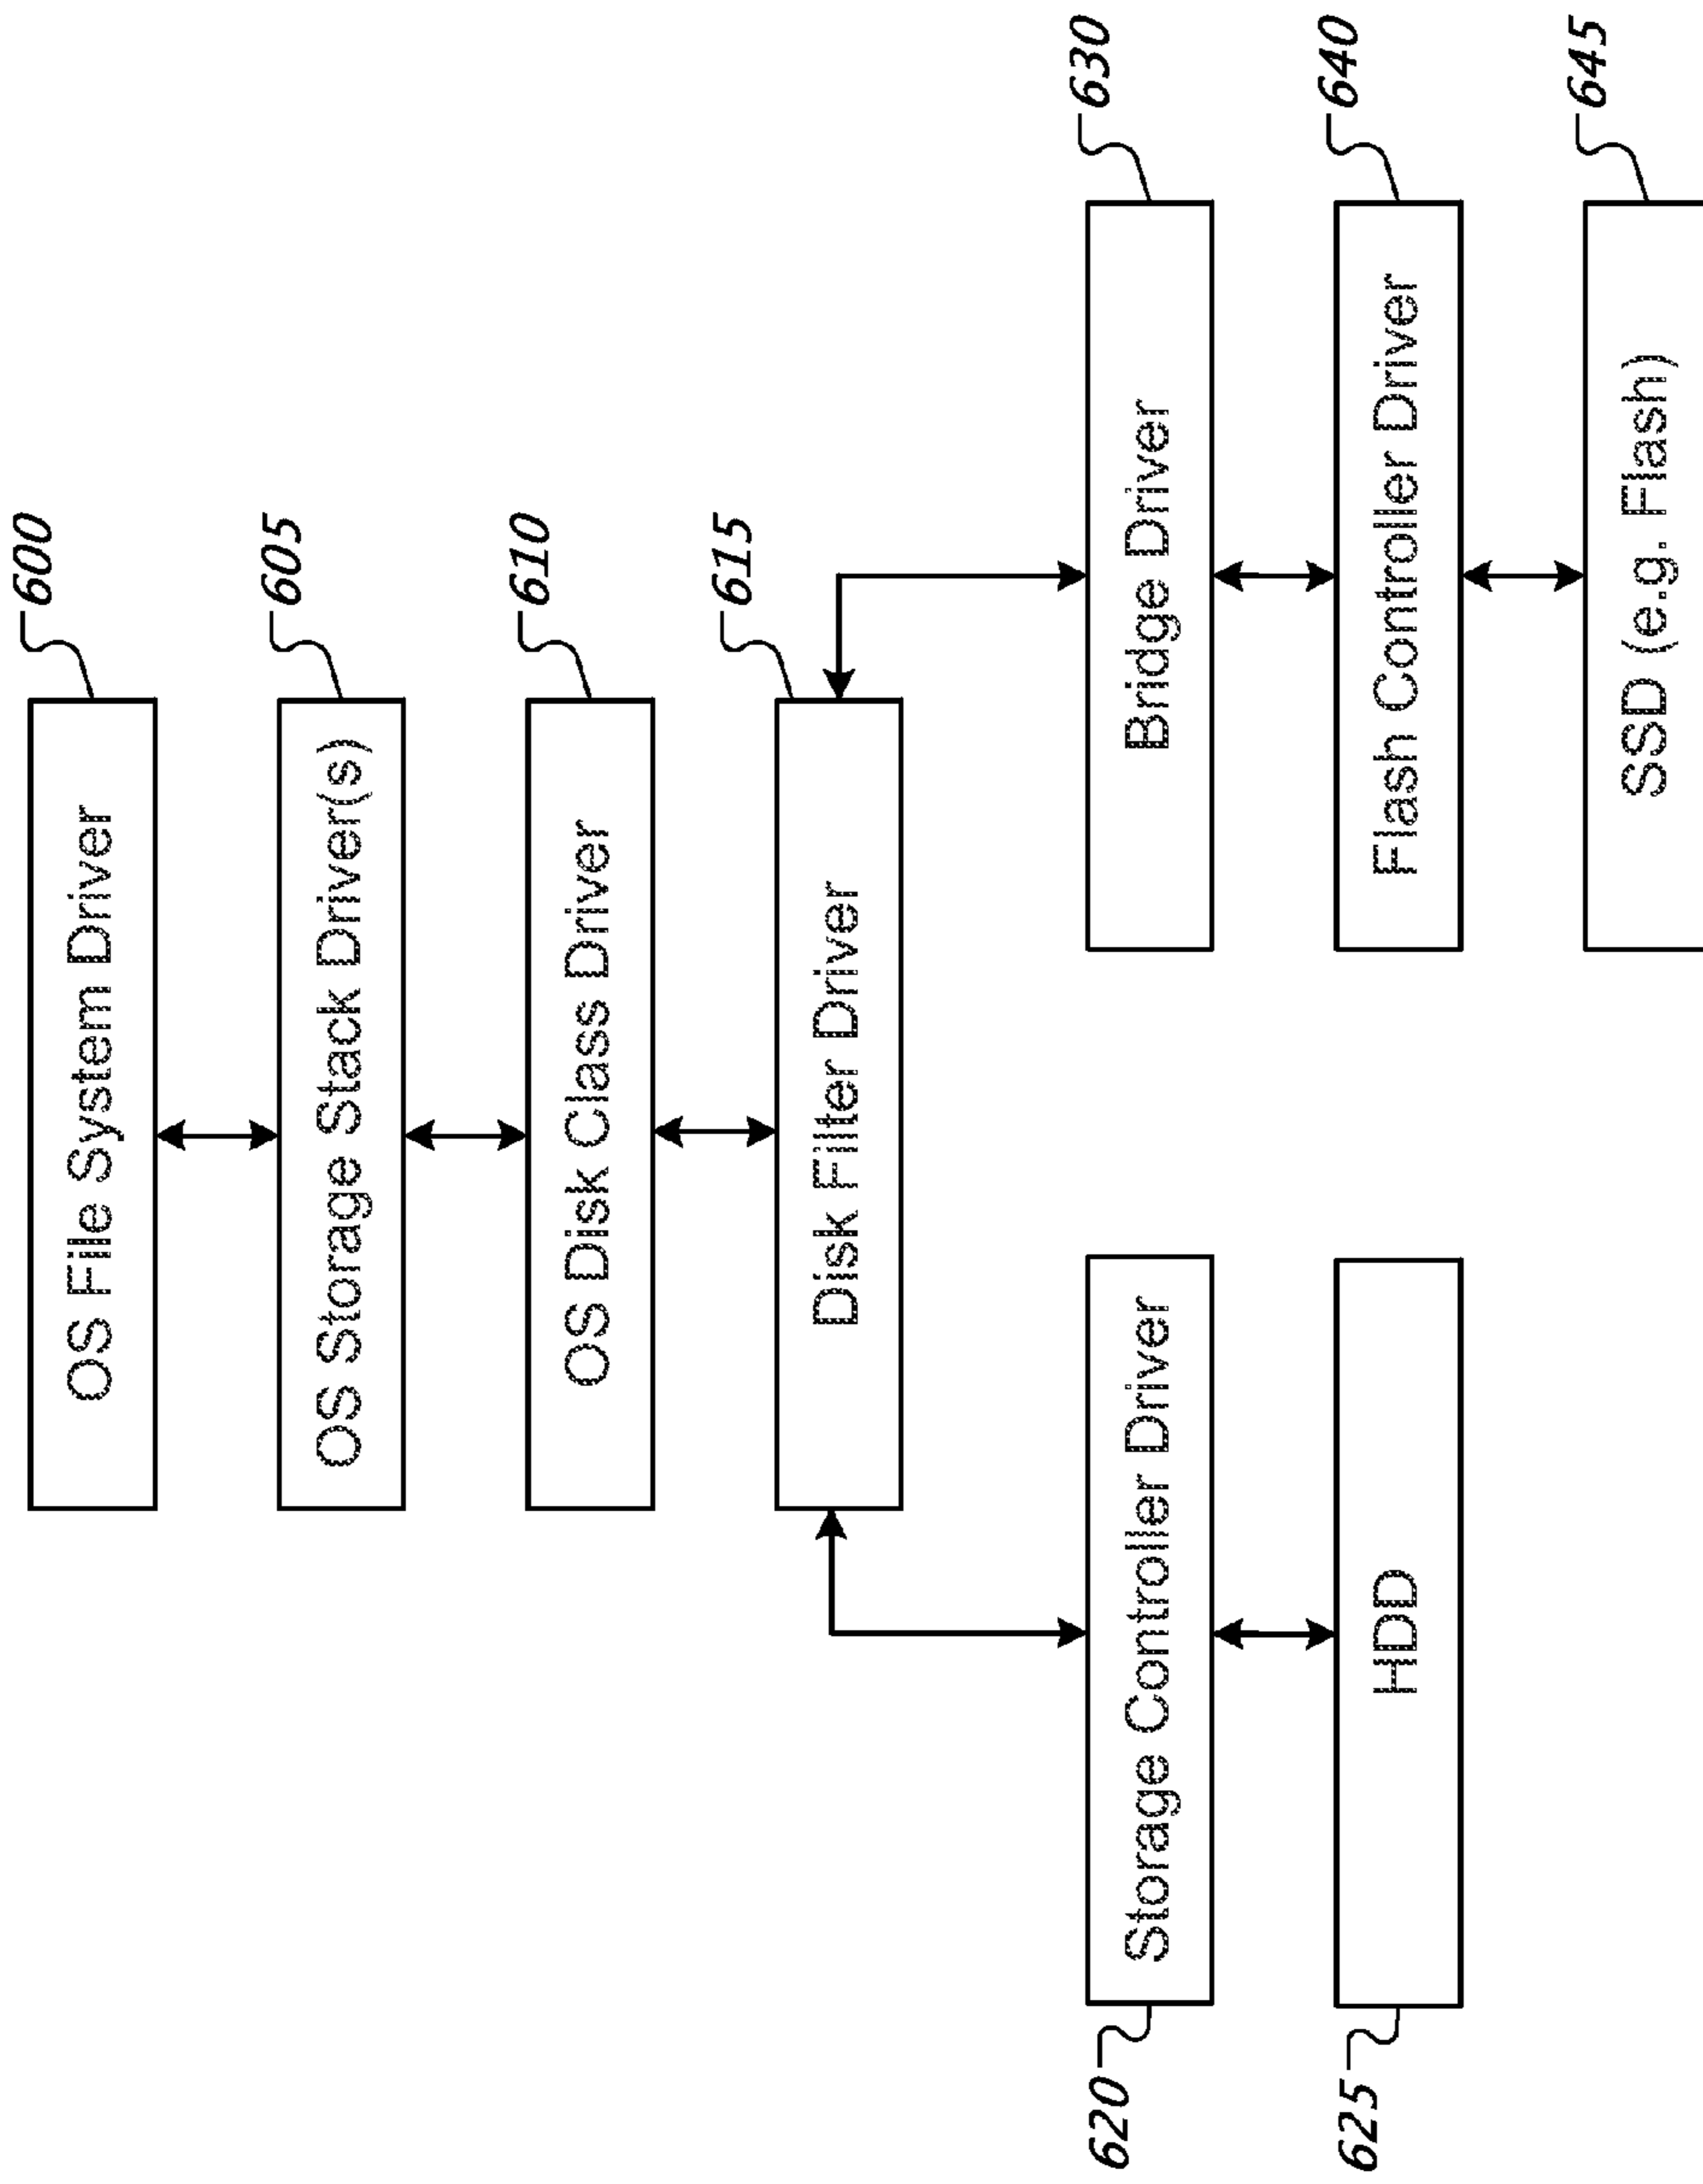 600
OS File System Driver
605
OS Storage Stack Driver(s)
610
OS Disk Class Driver
615
Disk Filter Driver
620
Storage Controller Driver
630
Bridge Driver
625
HDD
640
Flash Controller Driver
645
SSD (e.g. Flash)